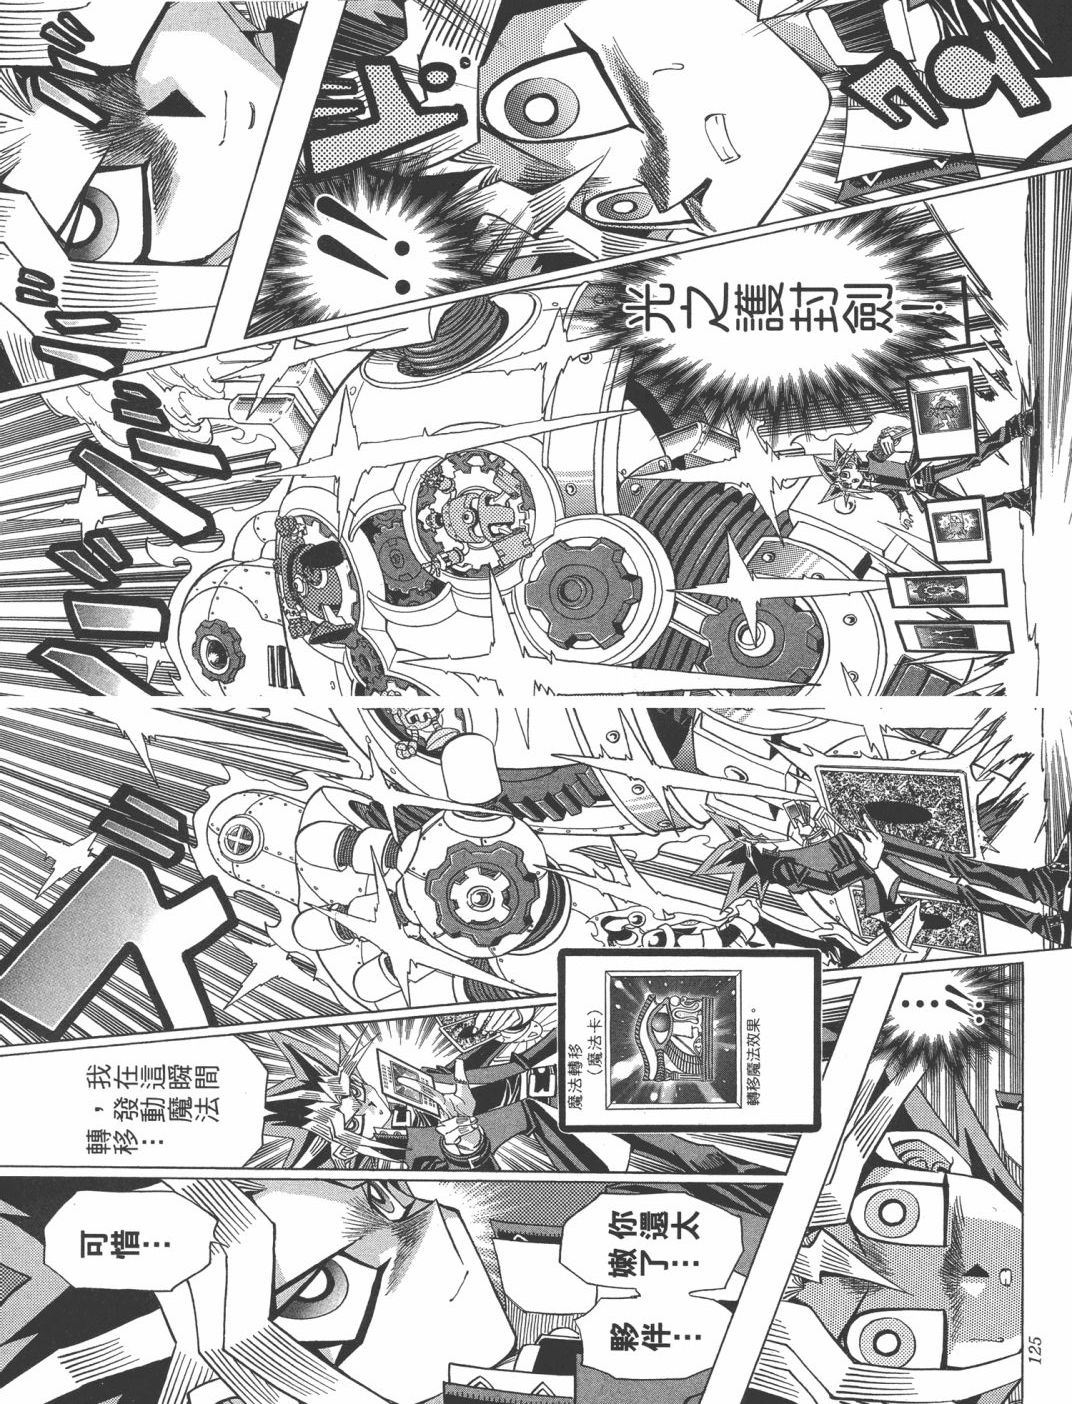 !!
光之護封劍！！
我在這瞬間
，發動魔法
轉移…
魔法轉移
（魔法卡）
轉移魔法效果。
……!!
可惜…
你還太
嫩了…
夥伴…
125